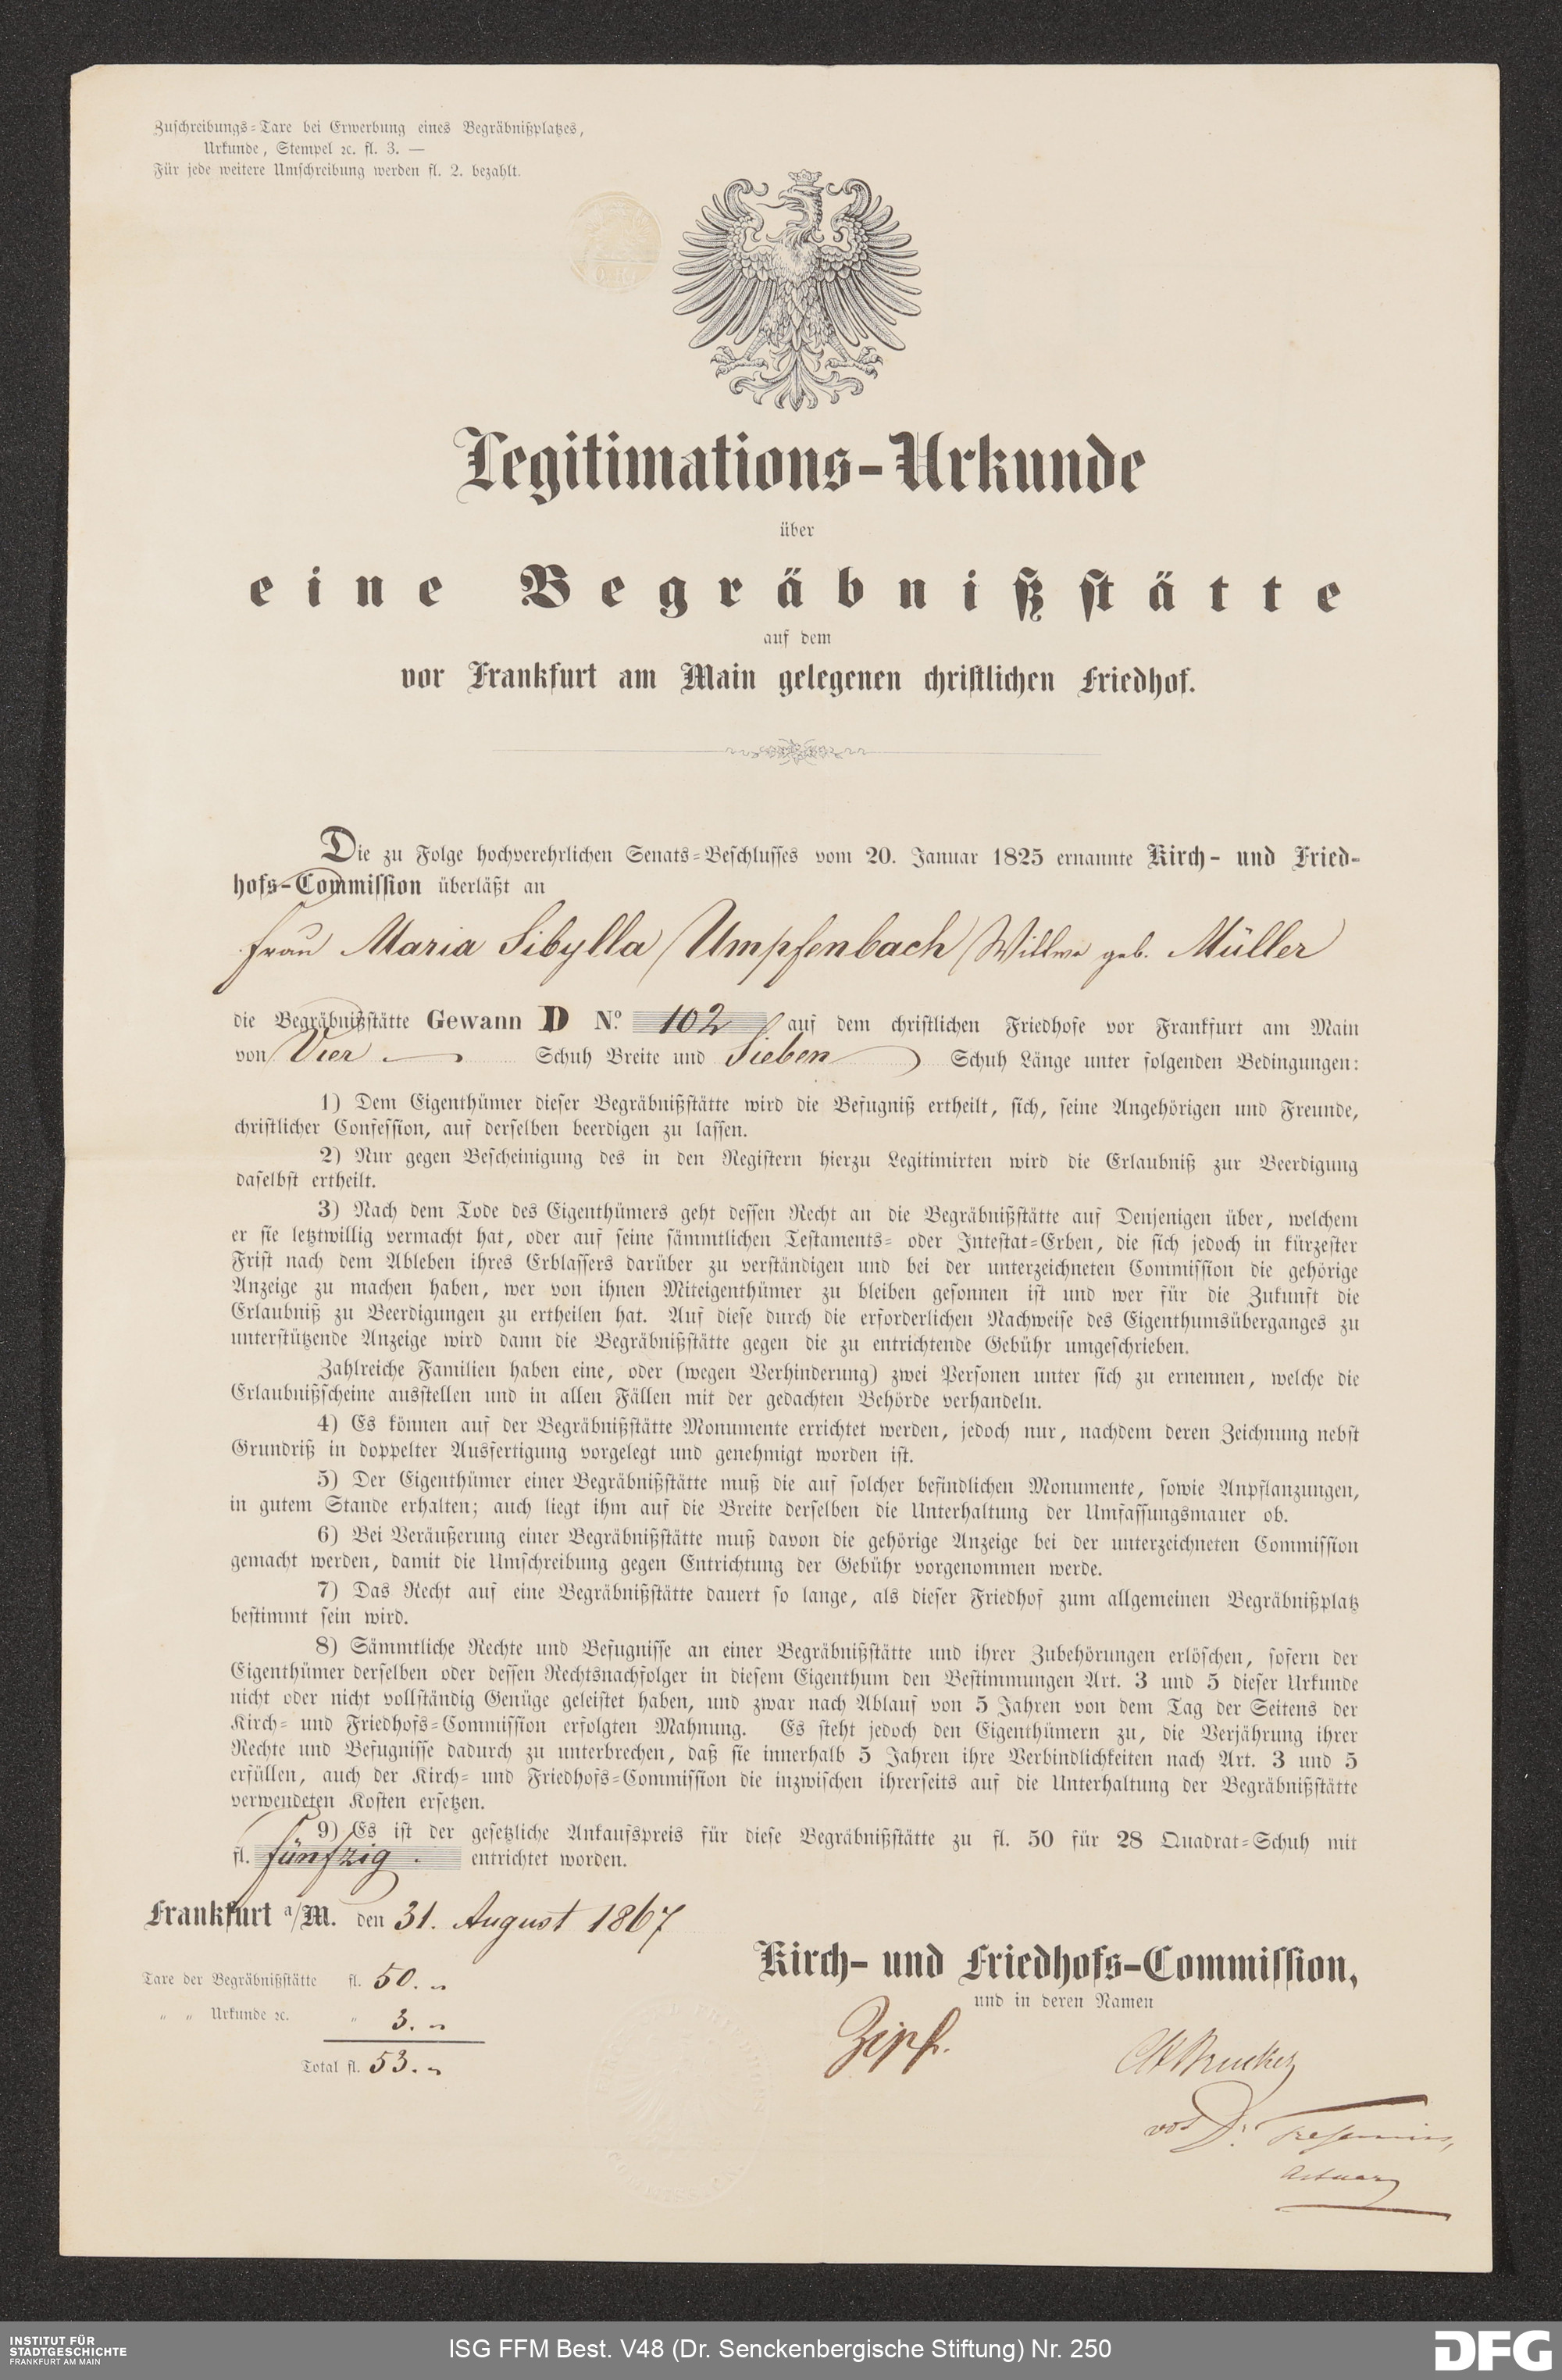 Zuschreibungs-Taxe bei Erwerbung eines Begräbnißplatzes,
Urkunde, Stempel ꝛc. fl. 3. —
Für jede weitere Umschreibung werden fl. 2. bezahlt.
Legitimations-Urkunde
über
eine Begräbnißstätte
auf dem
vor Frankfurt am Main gelegenen christlichen Friedhof.
Die zu Folge hochverehrlichen Senats-Beschlusses vom 20. Januar 1825 ernannte Kirch- und Fried-
hofs-Commission überläßt an
Frau Maria Sibylla Umpfenbach Wittwe geb. Müller
die Begräbnißstätte Gewann D No. 102 auf dem christlichen Friedhofe vor Frankfurt am Main
von Vier Schuh Breite und Sieben Schuh Länge unter folgenden Bedingungen:
1) Dem Eigenthümer dieser Begräbnißstätte wird die Befugniß ertheilt, sich, seine Angehörigen und Freunde,
christlicher Confession, auf derselben beerdigen zu lassen.
2) Nur gegen Bescheinigung des in den Registern hierzu Legitimirten wird die Erlaubniß zur Beerdigung
daselbst ertheilt.
3) Nach dem Tode des Eigenthümers geht dessen Recht an die Begräbnißstätte auf Denjenigen über, welchem
er sie letztwillig vermacht hat, oder auf seine sämmtlichen Testaments- oder Intestat-Erben, die sich jedoch in kürzester
Frist nach dem Ableben ihres Erblassers darüber zu verständigen und bei der unterzeichneten Commission die gehörige
Anzeige zu machen haben, wer von ihnen Miteigenthümer zu bleiben gesonnen ist und wer für die Zukunft die
Erlaubniß zu Beerdigungen zu ertheilen hat. Auf diese durch die erforderlichen Nachweise des Eigenthumsüberganges zu
unterstützende Anzeige wird dann die Begräbnißstätte gegen die zu entrichtende Gebühr umgeschrieben.
Zahlreiche Familien haben eine, oder (wegen Verhinderung) zwei Personen unter sich zu ernennen, welche die
Erlaubnißscheine ausstellen und in allen Fällen mit der gedachten Behörde verhandeln.
4) Es können auf der Begräbnißstätte Monumente errichtet werden, jedoch nur, nachdem deren Zeichnung nebst
Grundriß in doppelter Ausfertigung vorgelegt und genehmigt worden ist.
5) Der Eigenthümer einer Begräbnißstätte muß die auf solcher befindlichen Monumente, sowie Anpflanzungen,
in gutem Stande erhalten; auch liegt ihm auf die Breite derselben die Unterhaltung der Umfassungsmauer ob.
6) Bei Veräußerung einer Begräbnißstätte muß davon die gehörige Anzeige bei der unterzeichneten Commission
gemacht werden, damit die Umschreibung gegen Entrichtung der Gebühr vorgenommen werde.
7) Das Recht auf eine Begräbnißstätte dauert so lange, als dieser Friedhof zum allgemeinen Begräbnißplatz
bestimmt sein wird.
8) Sämmtliche Rechte und Befugnisse an einer Begräbnißstätte und ihrer Zubehörungen erlöschen, sofern der
Eigenthümer derselben oder dessen Rechtsnachfolger in diesem Eigenthum den Bestimmungen Art. 3 und 5 dieser Urkunde
nicht oder nicht vollständig Genüge geleistet haben, und zwar nach Ablauf von 5 Jahren von dem Tag der Seitens der
Kirch- und Friedhofs-Commission erfolgten Mahnung. Es steht jedoch den Eigenthümern zu, die Verjährung ihrer
Rechte und Befugnisse dadurch zu unterbrechen, daß sie innerhalb 5 Jahren ihre Verbindlichkeiten nach Art. 3 und 5
erfüllen, auch der Kirch- und Friedhofs-Commission die inzwischen ihrerseits auf die Unterhaltung der Begräbnißstätte
verwendeten Kosten ersetzen.
9) Es ist der gesetzliche Ankaufspreis für diese Begräbnißstätte zu fl. 50 für 28 Quadrat-Schuh mit
fl. fünfzig. entrichtet worden.
Frankfurt a/M. den 31. August 1867
Kirch- und Friedhofs-Commission,
und in deren Namen
Taxe der Begräbnißstätte fl. 50. -
" " Urkunde ꝛc. " 3. -
Total fl. 53. -
Zipf.
Brucker
Dr.
Actuar
INSTITUT FÜR
STADTGESCHICHTE
FRANKFURT AM MAIN
ISG FFM Best. V48 (Dr. Senckenbergische Stiftung) Nr. 250
DFG